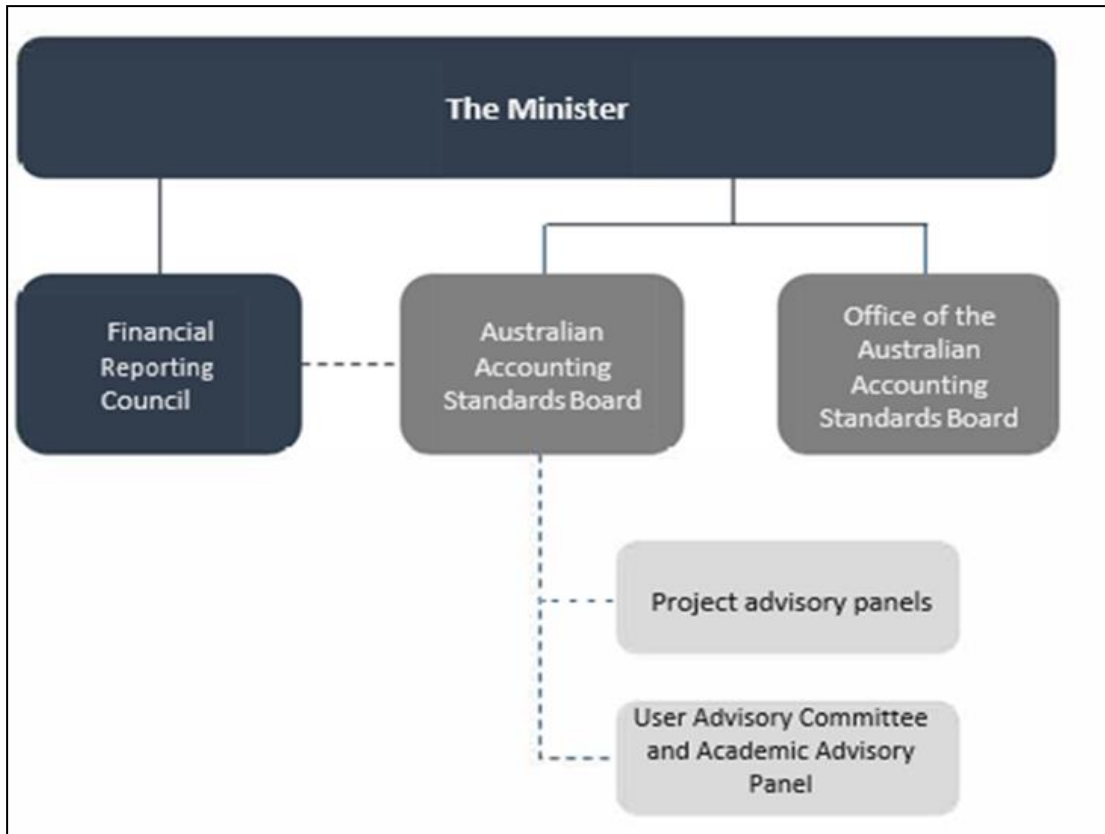 The Minister
Financial
Reporting
Council
Australian
Accounting
Standards Board
Office of the
Australian
Accounting
Standards Board
Project advisory panels
User Advisory Committee
and Academic Advisory
Panel